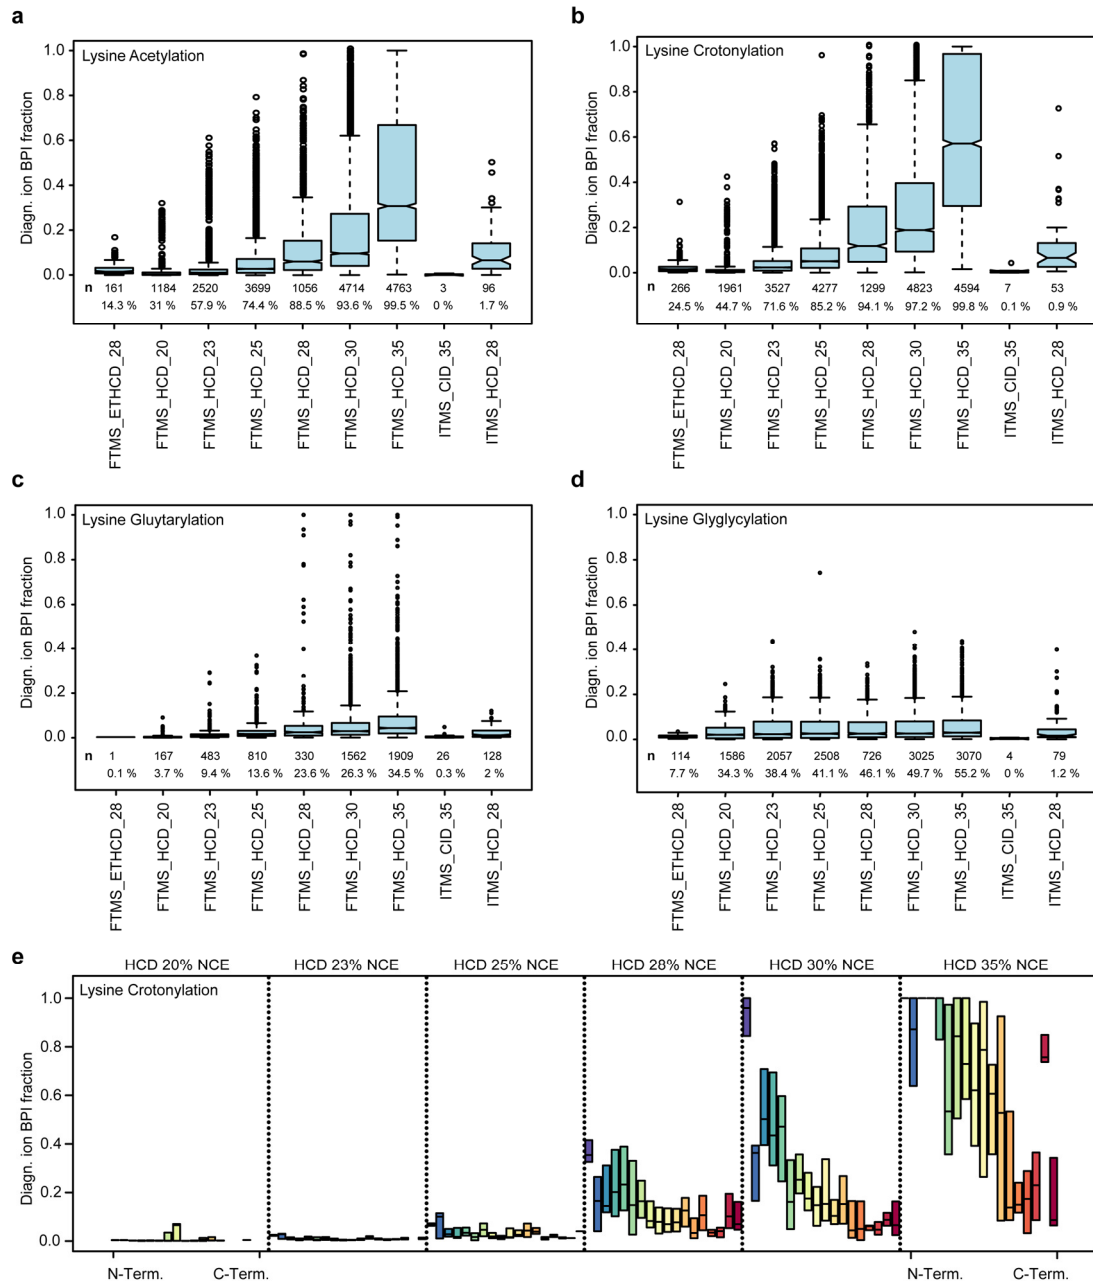 a
Lysine Acetylation
Diagn. ion BPI fraction
1.0
0.8
0.6
0.4
0.2
0.0
n 161 1184 2520 3699 1056 4714 4763 3 96
14.3 % 31 % 57.9 % 74.4 % 88.5 % 93.6 % 99.5 % 0 % 1.7 %
FTMS_ETHCD_28
FTMS_HCD_20
FTMS_HCD_23
FTMS_HCD_25
FTMS_HCD_28
FTMS_HCD_30
FTMS_HCD_35
ITMS_CID_35
ITMS_HCD_28
b
Lysine Crotonylation
Diagn. ion BPI fraction
1.0
0.8
0.6
0.4
0.2
0.0
n 266 1961 3527 4277 1299 4823 4594 7 53
24.5 % 44.7 % 71.6 % 85.2 % 94.1 % 97.2 % 99.8 % 0.1 % 0.9 %
FTMS_ETHCD_28
FTMS_HCD_20
FTMS_HCD_23
FTMS_HCD_25
FTMS_HCD_28
FTMS_HCD_30
FTMS_HCD_35
ITMS_CID_35
ITMS_HCD_28
c
Lysine Gluytarylation
Diagn. ion BPI fraction
1.0
0.8
0.6
0.4
0.2
0.0
n 1 167 483 810 330 1562 1909 26 128
0.1 % 3.7 % 9.4 % 13.6 % 23.6 % 26.3 % 34.5 % 0.3 % 2 %
FTMS_ETHCD_28
FTMS_HCD_20
FTMS_HCD_23
FTMS_HCD_25
FTMS_HCD_28
FTMS_HCD_30
FTMS_HCD_35
ITMS_CID_35
ITMS_HCD_28
d
Lysine Glyglycylation
Diagn. ion BPI fraction
1.0
0.8
0.6
0.4
0.2
0.0
n 114 1586 2057 2508 726 3025 3070 4 79
7.7 % 34.3 % 38.4 % 41.1 % 46.1 % 49.7 % 55.2 % 0 % 1.2 %
FTMS_ETHCD_28
FTMS_HCD_20
FTMS_HCD_23
FTMS_HCD_25
FTMS_HCD_28
FTMS_HCD_30
FTMS_HCD_35
ITMS_CID_35
ITMS_HCD_28
e
HCD 20% NCE HCD 23% NCE HCD 25% NCE HCD 28% NCE HCD 30% NCE HCD 35% NCE
Lysine Crotonylation
Diagn. ion BPI fraction
1.0
0.8
0.6
0.4
0.2
0.0
N-Term. C-Term. N-Term. C-Term.